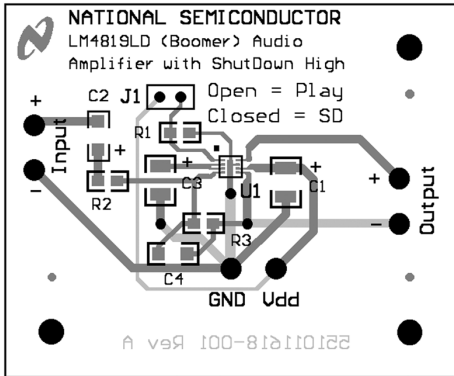 NATIONAL SEMICONDUCTOR
LM4819LD (Boomer) Audio
Amplifier with ShutDown High
C2
J1
Open = Play
Closed = SD
+
R1
Input
+
+
+
-
R2
C3
U1
C1
+
-
Output
R3
C4
GND Vdd
551011618-001 Rev A